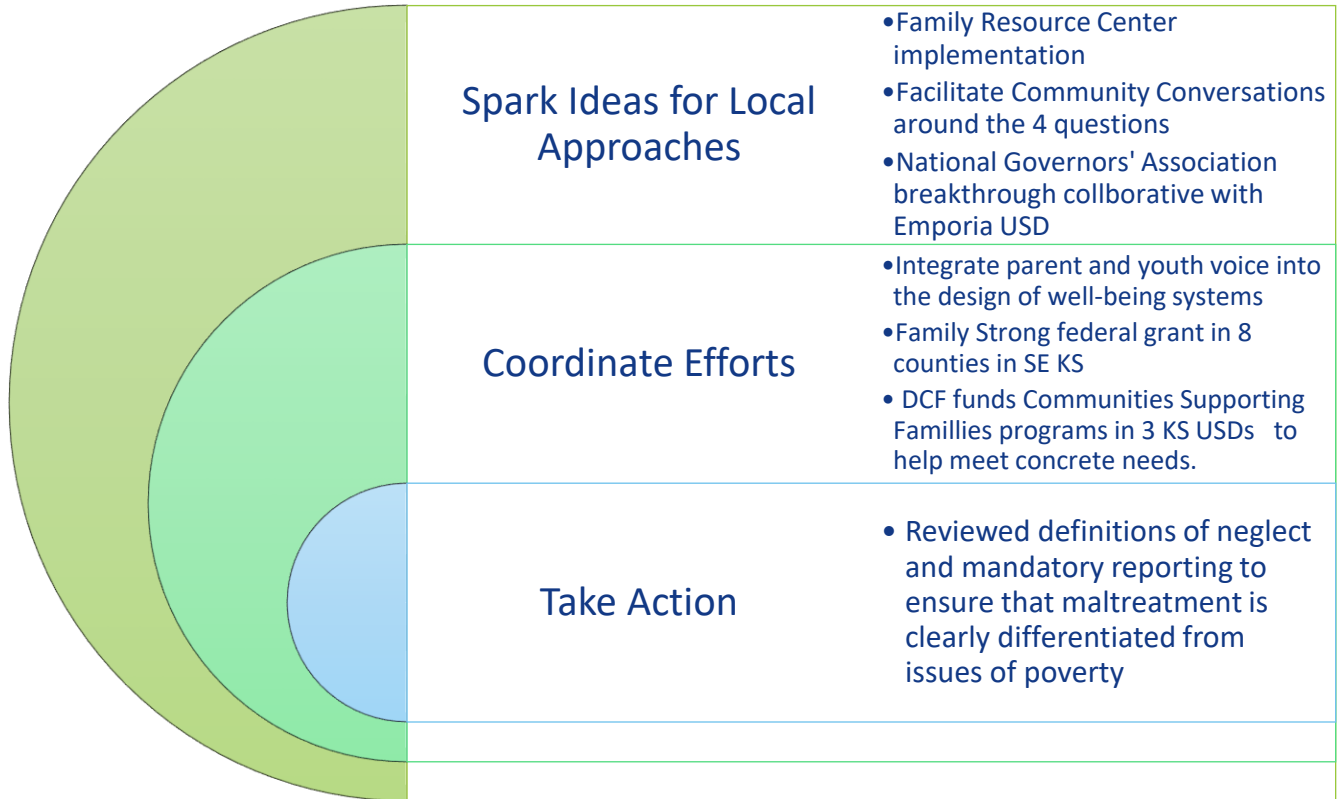 Spark Ideas for Local
Approaches
•Family Resource Center
implementation
•Facilitate Community Conversations
around the 4 questions
•National Governors' Association
breakthrough collborative with
Emporia USD
Coordinate Efforts
•Integrate parent and youth voice into
the design of well-being systems
•Family Strong federal grant in 8
counties in SE KS
• DCF funds Communities Supporting
Famillies programs in 3 KS USDs to
help meet concrete needs.
Take Action
• Reviewed definitions of neglect
and mandatory reporting to
ensure that maltreatment is
clearly differentiated from
issues of poverty